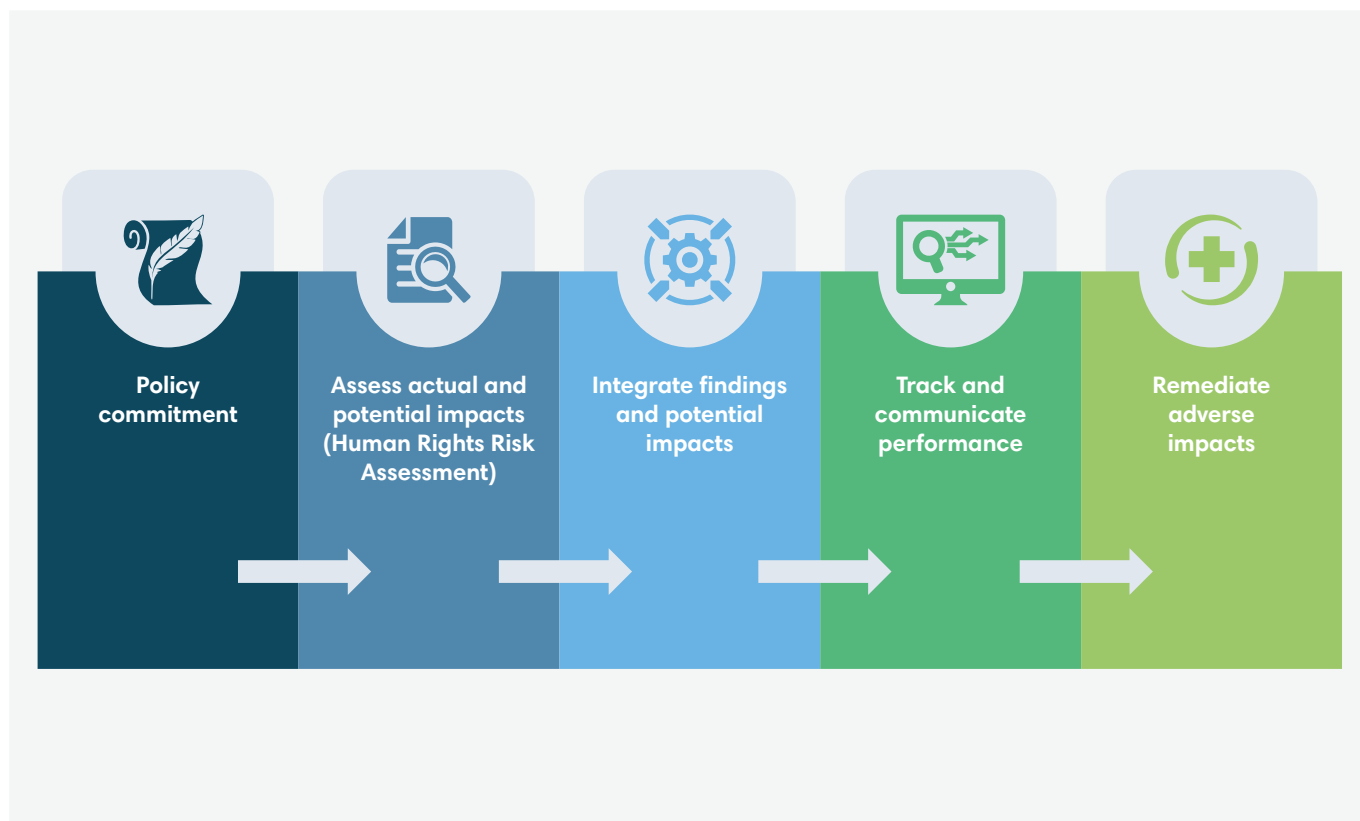 Policy
commitment
Assess actual and
potential impacts
(Human Rights Risk
Assessment)
Integrate findings
and potential
impacts
Track and
communicate
performance
Remediate
adverse
impacts